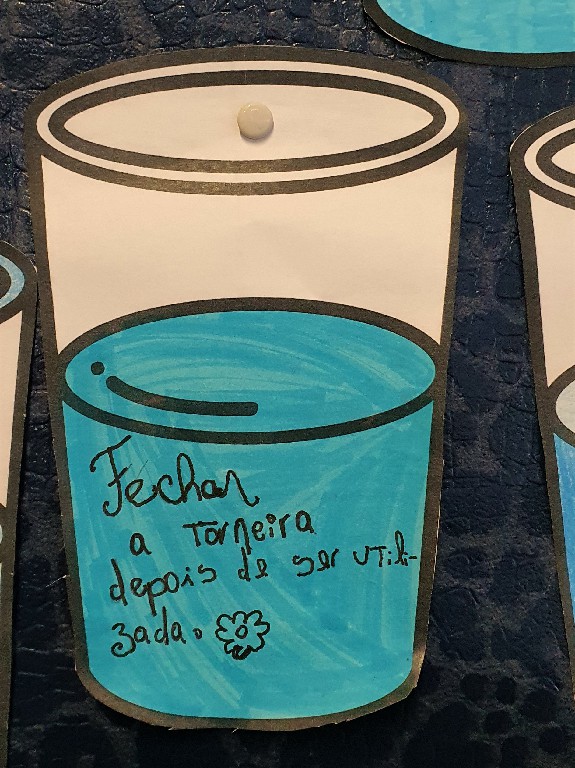 Fechar
a Torneira
depois de ser utili-
zada.